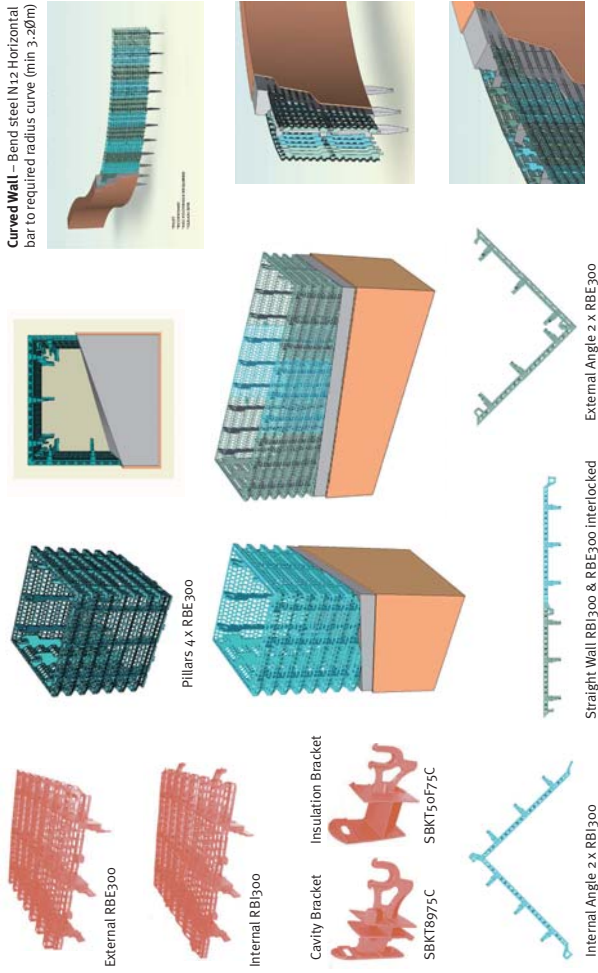 External RBE300
Internal RBI300
Cavity Bracket
SBKT8975C
Insulation Bracket
SBKT50F75C
Internal Angle 2 x RBI300
Pillars 4 x RBE300
Straight Wall RBI300 & RBE300 interlocked
External Angle 2 x RBE300
Curved Wall – Bend steel N12 Horizontal
bar to required radius curve (min 3.2Øm)